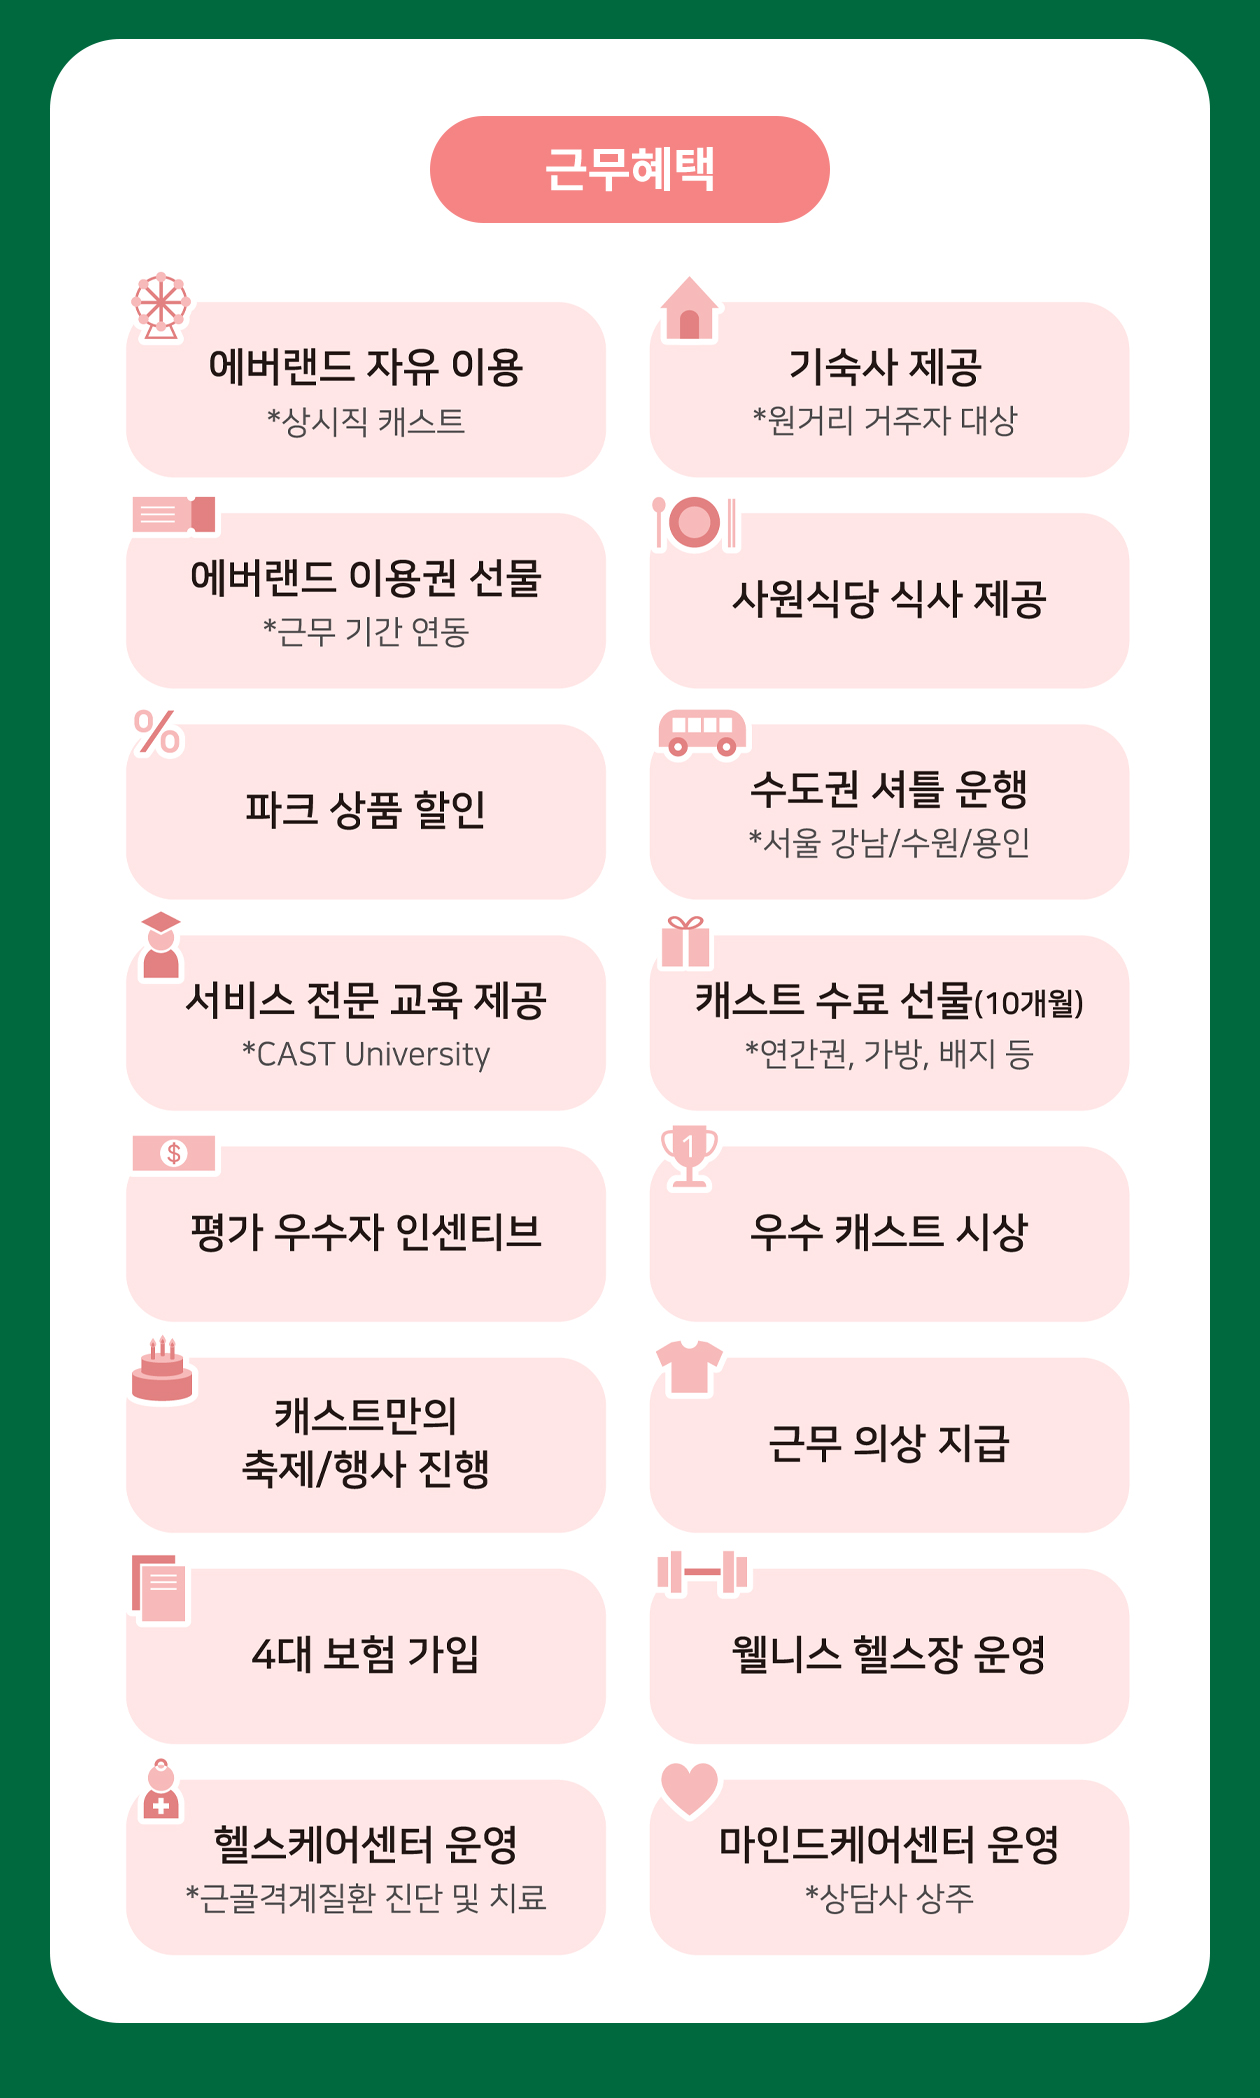 근무혜택
에버랜드 자유 이용
*상시직 캐스트
기숙사 제공
*원거리 거주자 대상
에버랜드 이용권 선물
*근무 기간 연동
사원식당 식사 제공
%
파크 상품 할인
수도권 셔틀 운행
*서울 강남/수원/용인
서비스 전문 교육 제공
*CAST University
캐스트 수료 선물(10개월)
*연간권, 가방, 배지 등
$
평가 우수자 인센티브
1
우수 캐스트 시상
캐스트만의
축제/행사 진행
근무 의상 지급
4대 보험 가입
웰니스 헬스장 운영
헬스케어센터 운영
*근골격계질환 진단 및 치료
마인드케어센터 운영
*상담사 상주